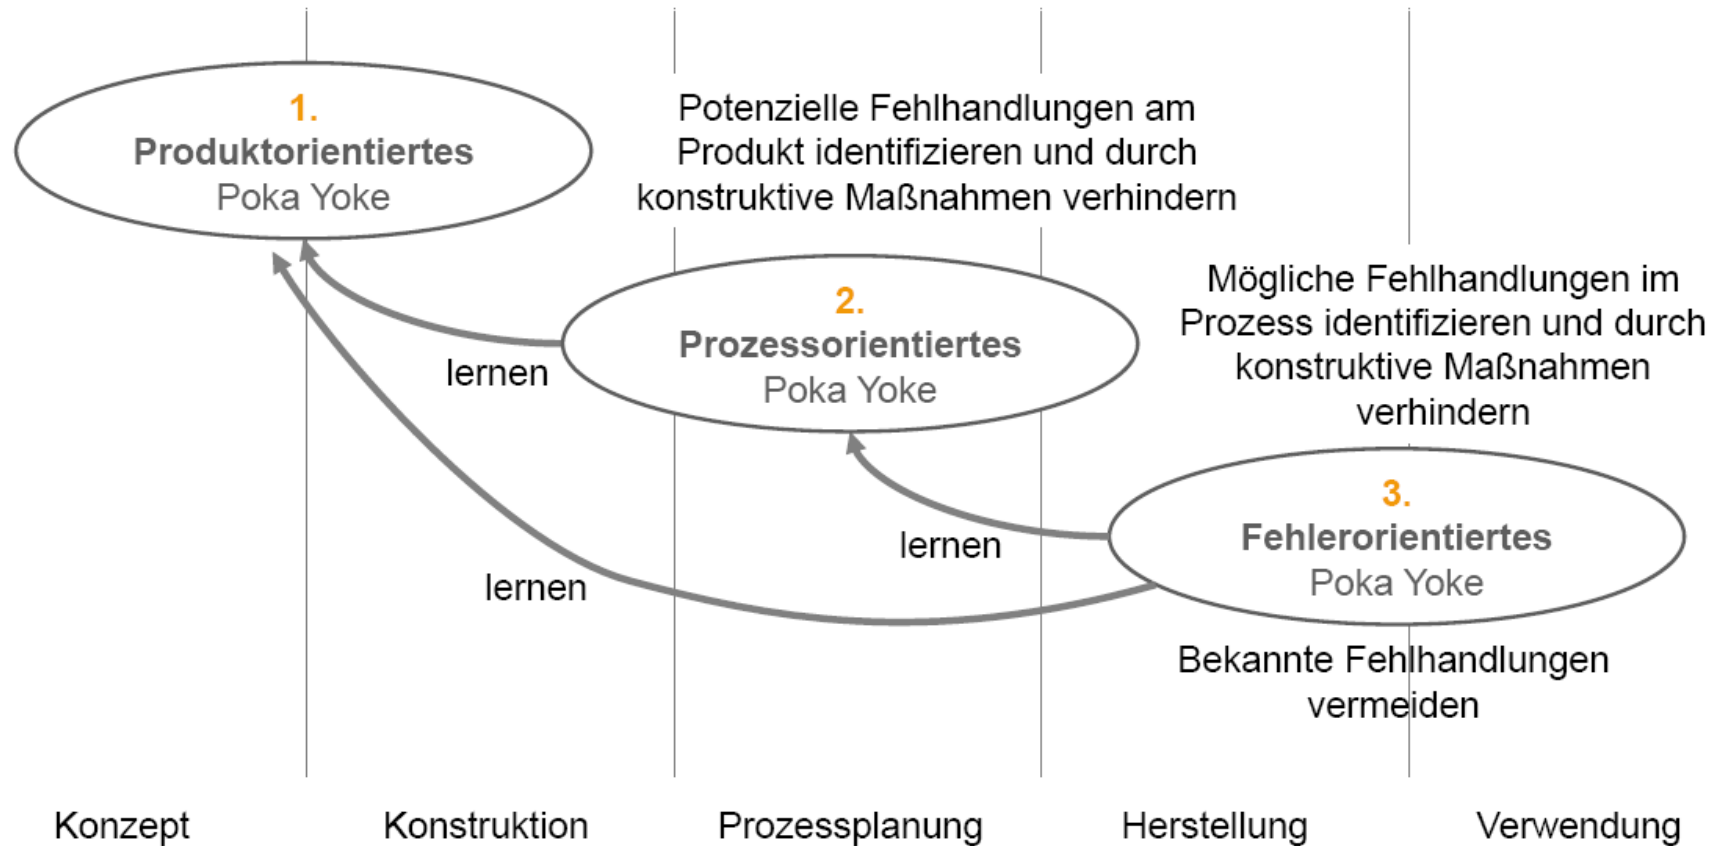 1.
Produktorientiertes
Poka Yoke
Potenzielle Fehlhandlungen am
Produkt identifizieren und durch
konstruktive Maßnahmen verhindern
2.
Prozessorientiertes
Poka Yoke
Mögliche Fehlhandlungen im
Prozess identifizieren und durch
konstruktive Maßnahmen
verhindern
lernen
3.
Fehlerorientiertes
Poka Yoke
lernen
lernen
Bekannte Fehlhandlungen
vermeiden
Konzept
Konstruktion
Prozessplanung
Herstellung
Verwendung